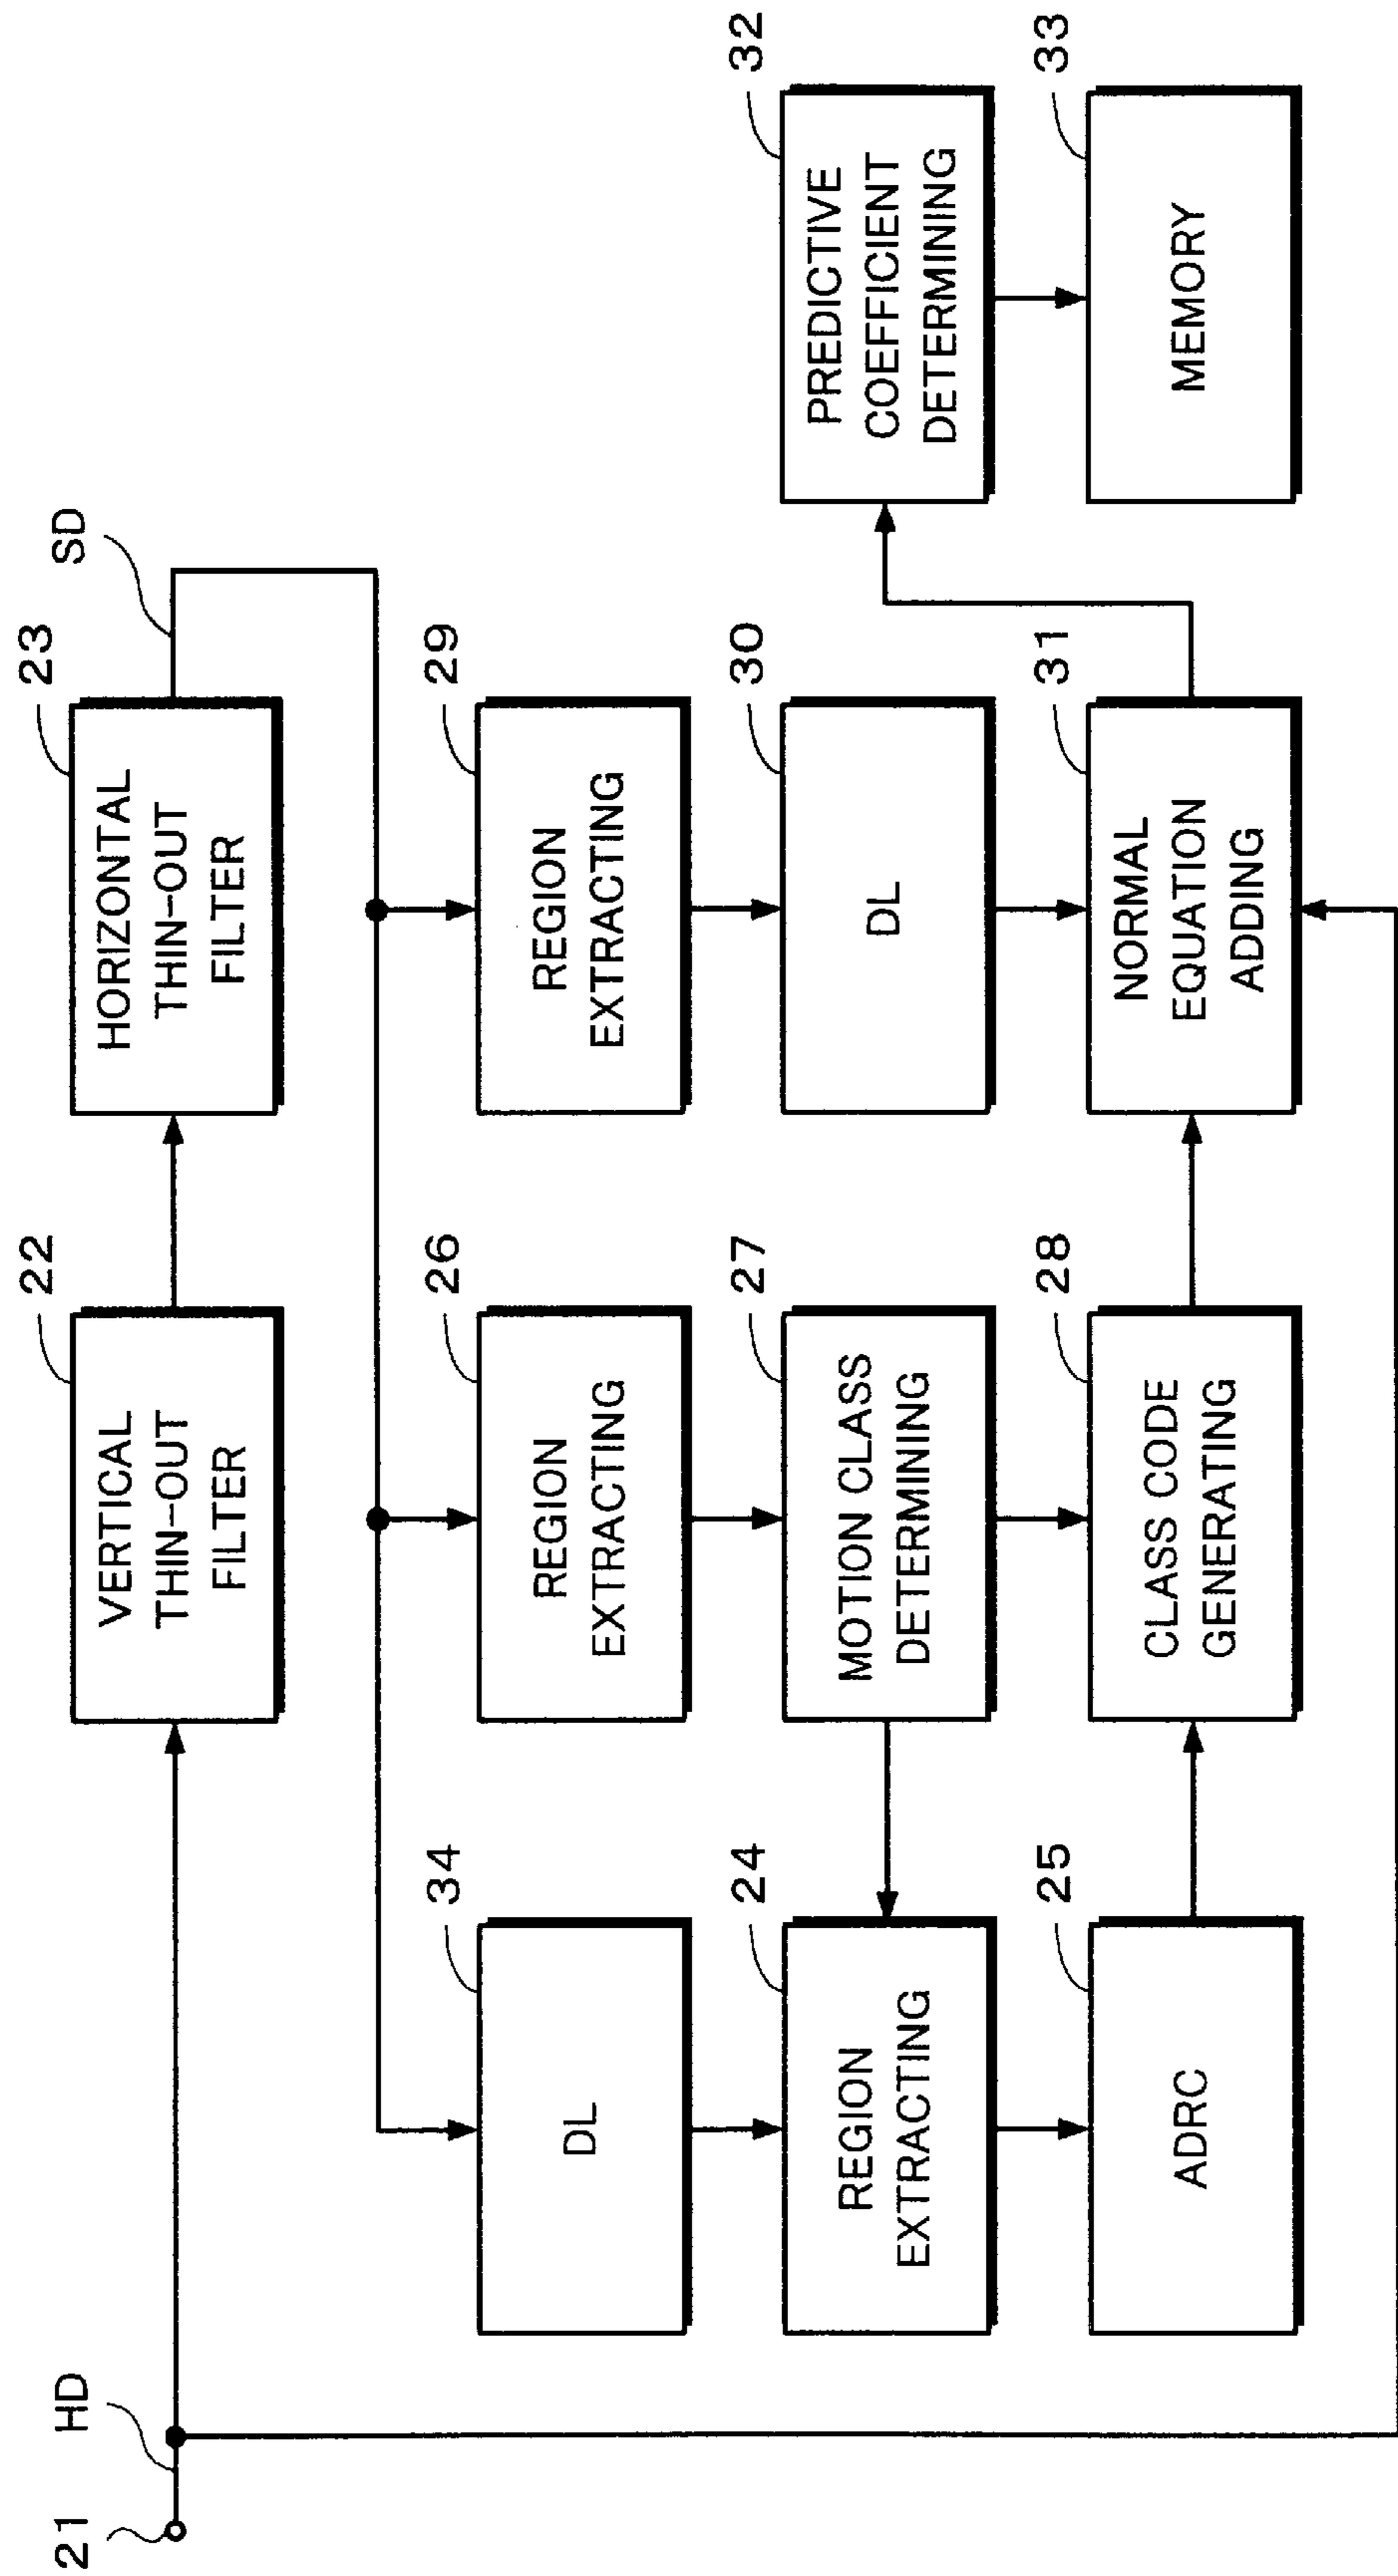 21
HD
22
VERTICAL
THIN-OUT
FILTER
23
HORIZONTAL
THIN-OUT
FILTER
SD
34
DL
26
REGION
EXTRACTING
29
REGION
EXTRACTING
24
REGION
EXTRACTING
27
MOTION CLASS
DETERMINING
30
DL
32
PREDICTIVE
COEFFICIENT
DETERMINING
25
ADRC
28
CLASS CODE
GENERATING
31
NORMAL
EQUATION
ADDING
33
MEMORY